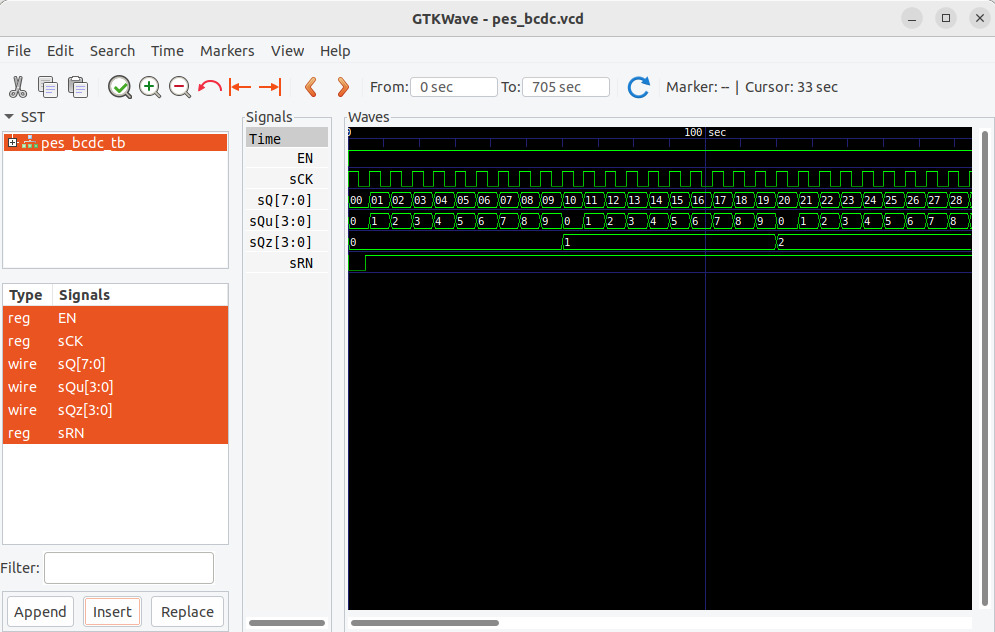 GTKWave - pes_bcdc.vcd
File Edit Search Time Markers View Help
From: 0 sec To: 705 sec Marker: -- | Cursor: 33 sec
SST
pes_bcdc_tb
Type Signals
reg EN
reg sCK
wire sQ[7:0]
wire sQu[3:0]
wire sQz[3:0]
reg sRN
Filter:
Append Insert Replace
Signals
Time
EN
sCK
sQ[7:0]
sQu[3:0]
sQz[3:0]
sRN
Waves
0 100 sec
00 01 02 03 04 05 06 07 08 09 10 11 12 13 14 15 16 17 18 19 20 21 22 23 24 25 26 27 28
0 1 2 3 4 5 6 7 8 9 0 1 2 3 4 5 6 7 8 9 0 1 2 3 4 5 6 7 8
0 1 2